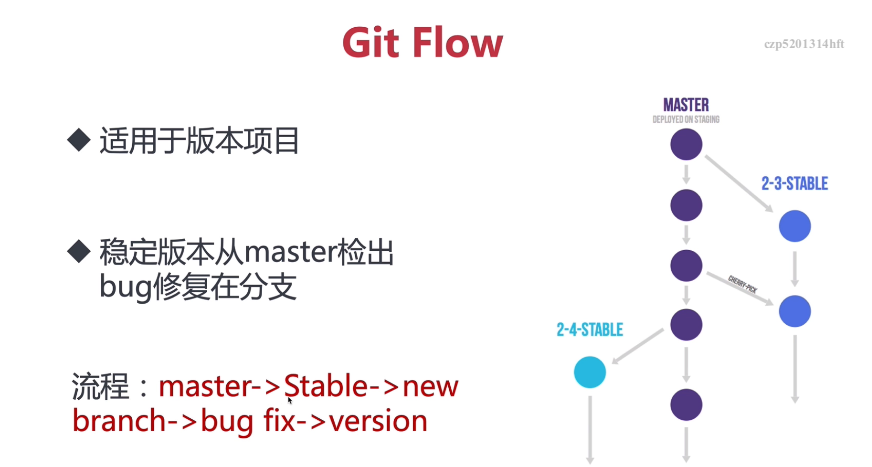 Git Flow
czp5201314hft
◆ 适用于版本项目
◆ 稳定版本从master检出
bug修复在分支
流程：master->Stable->new
branch->bug fix->version
MASTER
DEPLOYED ON STAGING
2-3-STABLE
CHERRY-PICK
2-4-STABLE